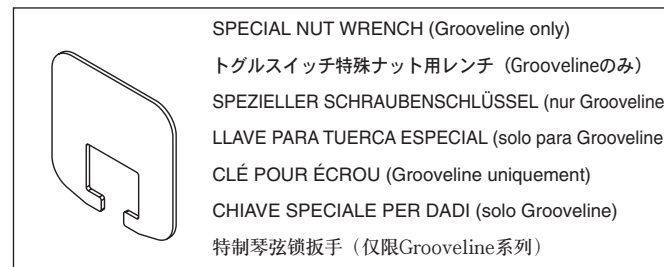 SPECIAL NUT WRENCH (Grooveline only)
トグルスイッチ特殊ナット用レンチ（Groovelineのみ）
SPEZIELLER SCHRAUBENSCHLÜSSEL (nur Grooveline
LLAVE PARA TUERCA ESPECIAL (solo para Grooveline
CLÉ POUR ÉCROU (Grooveline uniquement)
CHIAVE SPECIALE PER DADI (solo Grooveline)
特制琴弦锁扳手（仅限Grooveline系列）